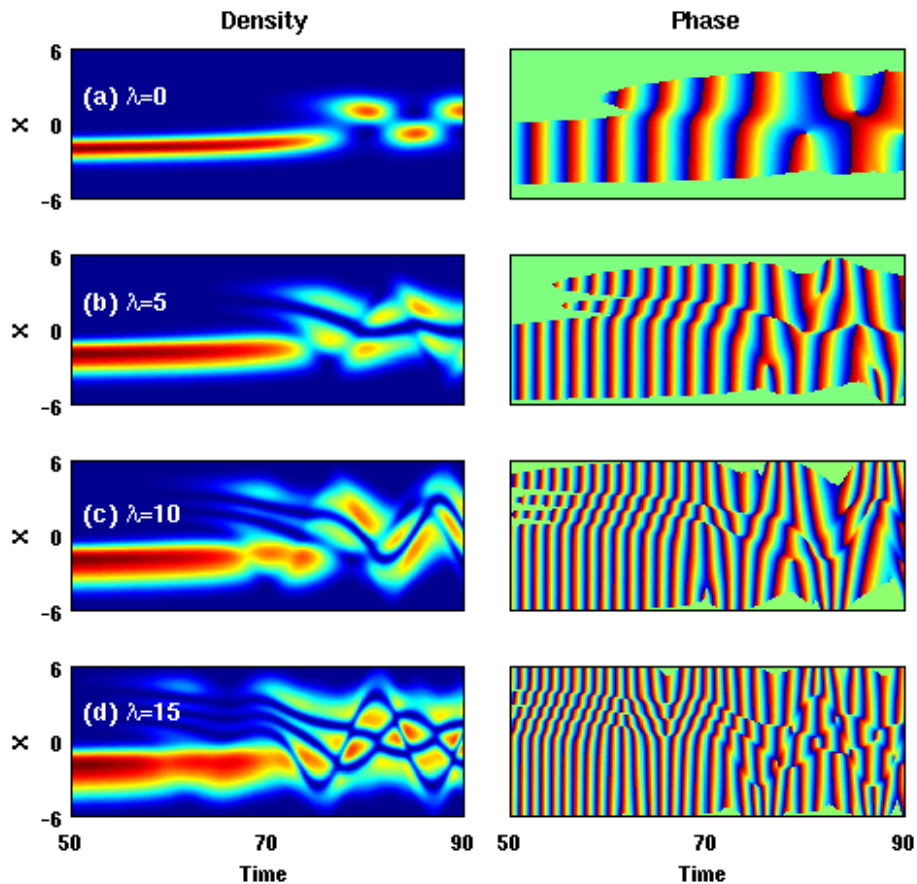 Density
Phase
6
(a) λ=0
X
0
-6
6
(b) λ=5
X
0
-6
6
(c) λ=10
X
0
-6
6
(d) λ=15
X
0
-6
50 70 90
50 70 90
Time
Time